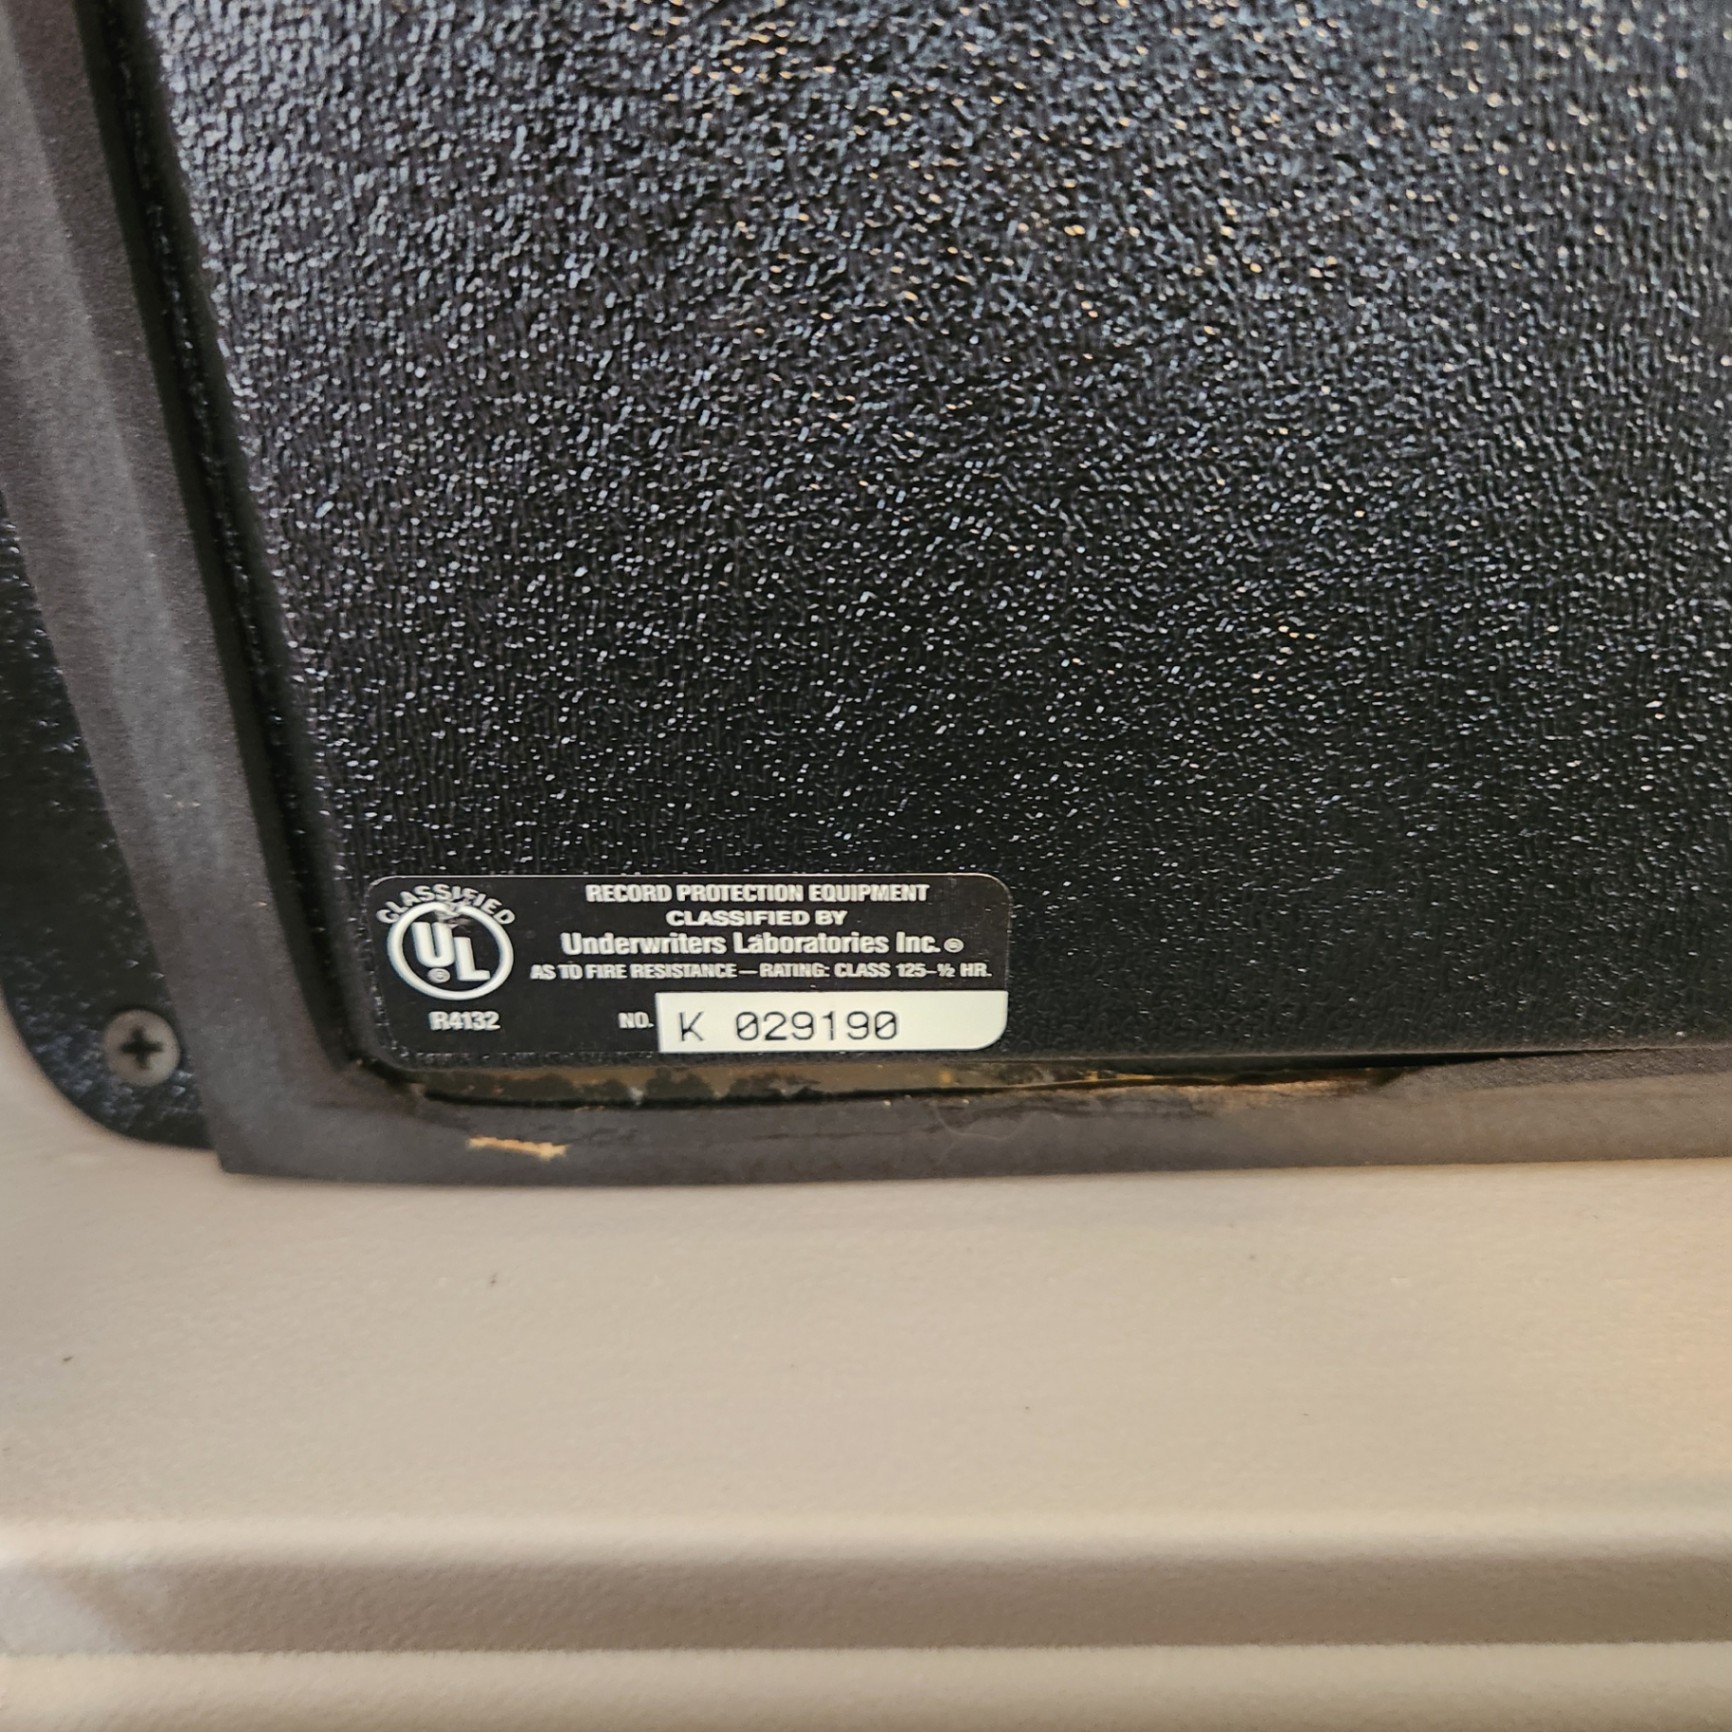 CLASSIFIED
UL ®
R4132
RECORD PROTECTION EQUIPMENT
CLASSIFIED BY
Underwriters Laboratories Inc.®
AS TO FIRE RESISTANCE—RATING: CLASS 125-½ HR.
NO. K 029190